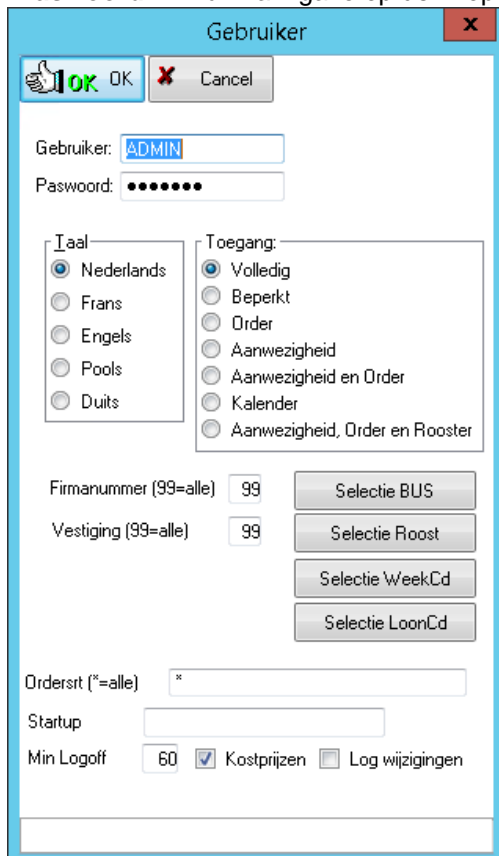 Gebruiker
x
OK OK
Cancel
Gebruiker: ADMIN
Paswoord: •••••••
Taal
Nederlands
Frans
Engels
Pools
Duits
Toegang:
Volledig
Beperkt
Order
Aanwezigheid
Aanwezigheid en Order
Kalender
Aanwezigheid, Order en Rooster
Firmanummer (99=alle) 99
Selectie BUS
Vestiging (99=alle) 99
Selectie Roost
Selectie WeekCd
Selectie LoonCd
Ordersrt (*=alle) *
Startup
Min Logoff 60 Kostprijzen Log wijzigingen